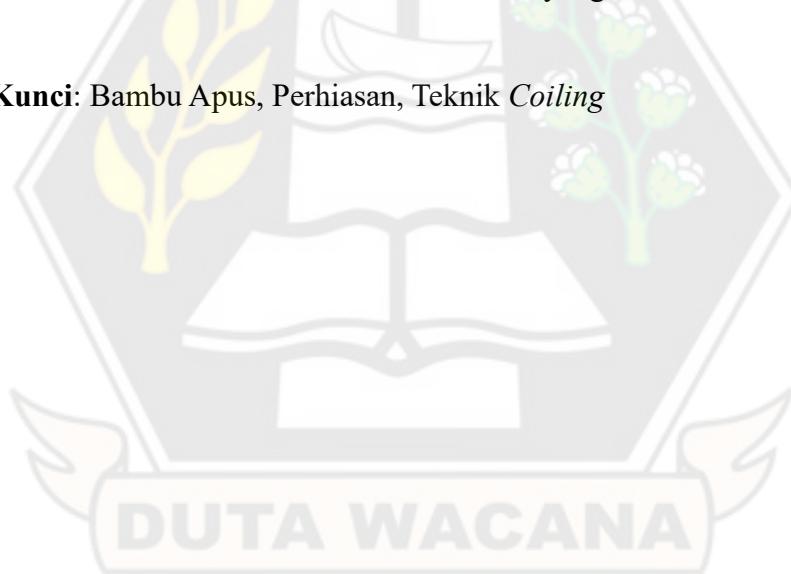 Kunci: Bambu Apus, Perhiasan, Teknik Coiling
DUTA WACANA